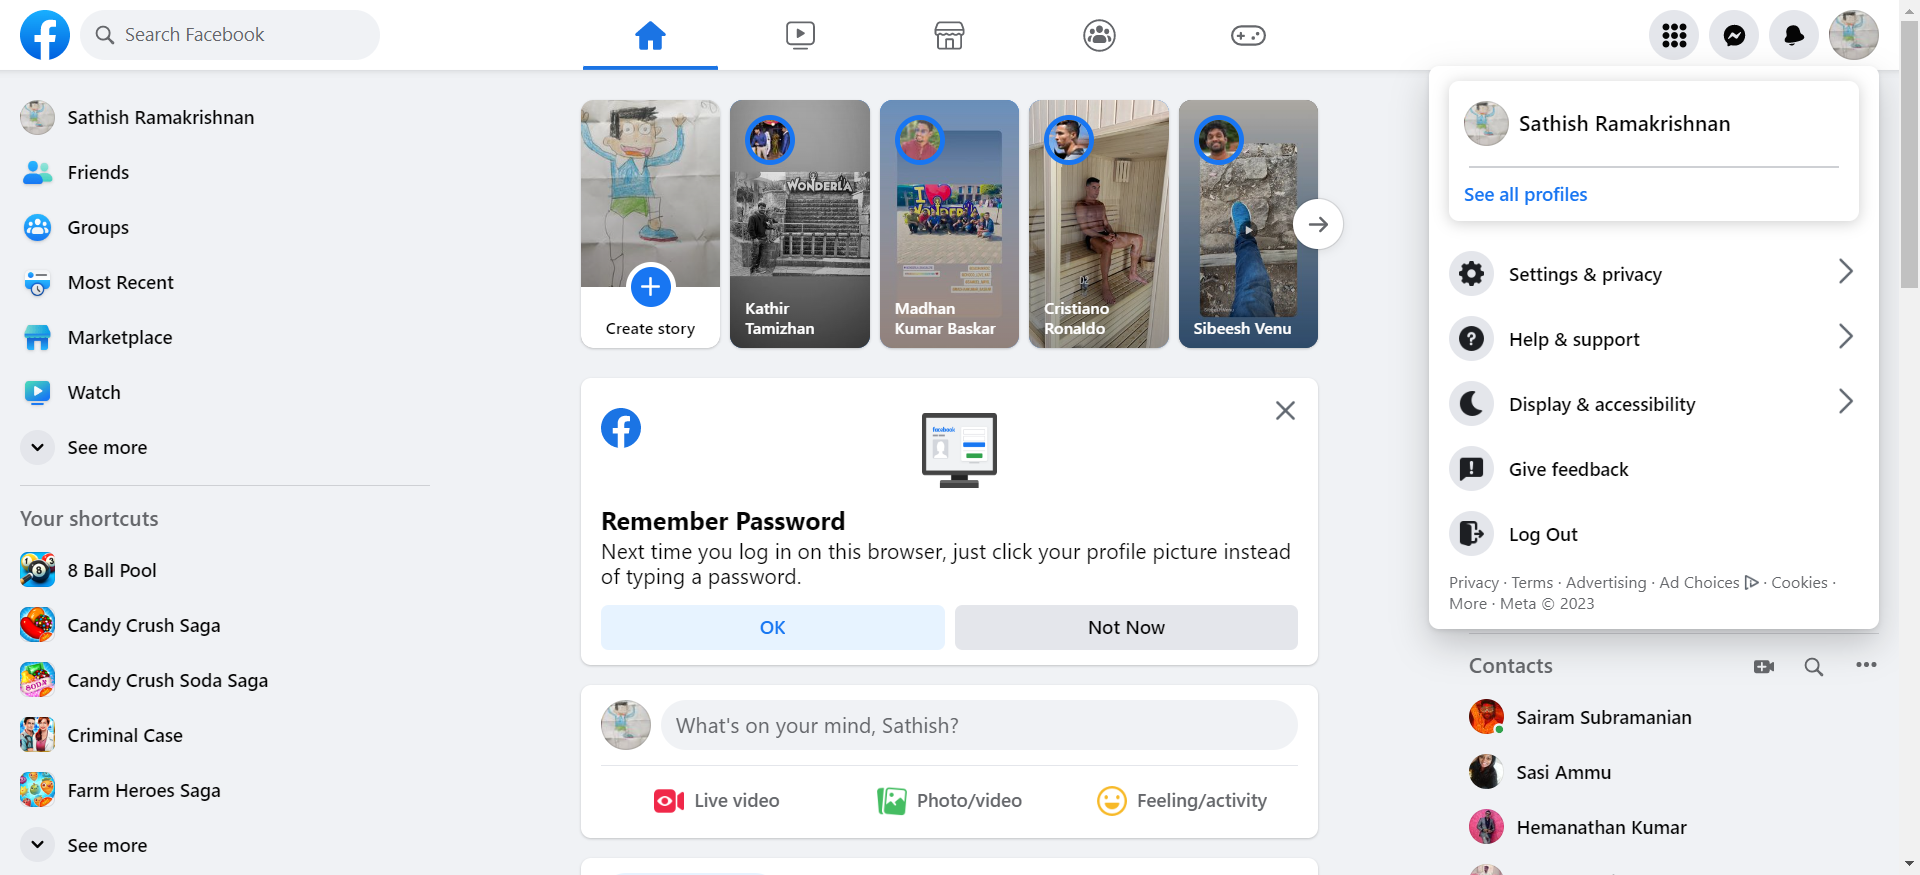 Search Facebook
Sathish Ramakrishnan
Friends
Groups
Most Recent
Marketplace
Watch
See more
Your shortcuts
8 Ball Pool
Candy Crush Saga
Candy Crush Soda Saga
Criminal Case
Farm Heroes Saga
See more
Create story
WONDERLA
Kathir
Tamizhan
Madhan
Kumar Baskar
Cristiano
Ronaldo
Sibeesh Venu
facebook
Remember Password
Next time you log in on this browser, just click your profile picture instead
of typing a password.
OK
Not Now
What's on your mind, Sathish?
Live video
Photo/video
Feeling/activity
Sathish Ramakrishnan
See all profiles
Settings & privacy
Help & support
Display & accessibility
Give feedback
Log Out
Privacy · Terms · Advertising · Ad Choices · Cookies ·
More · Meta © 2023
Contacts
Sairam Subramanian
Sasi Ammu
Hemanathan Kumar